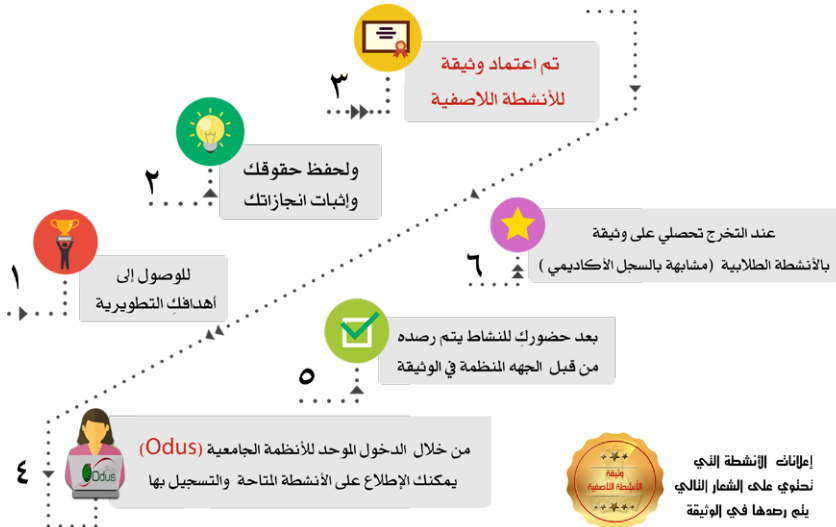 ١
للوصول إلى
أهدافكِ التطويرية
٢
ولحفظ حقوقك
وإثبات انجازاتك
٣
تم اعتماد وثيقة
للأنشطة اللاصفية
٤
من خلال الدخول الموحد للأنظمة الجامعية (Odus)
يمكنك الإطلاع على الأنشطة المتاحة والتسجيل بها
Odus
٥
بعد حضوركِ للنشاط يتم رصده
من قبل الجهه المنظمة في الوثيقة
٦
عند التخرج تحصلي على وثيقة
بالأنشطة الطلابية (مشابهة بالسجل الأكاديمي )
إعلانات الأنشطة التي
تحتوي على الشعار التالي
يتم رصدها في الوثيقة
وثيقة
الأنشطة اللاصفية